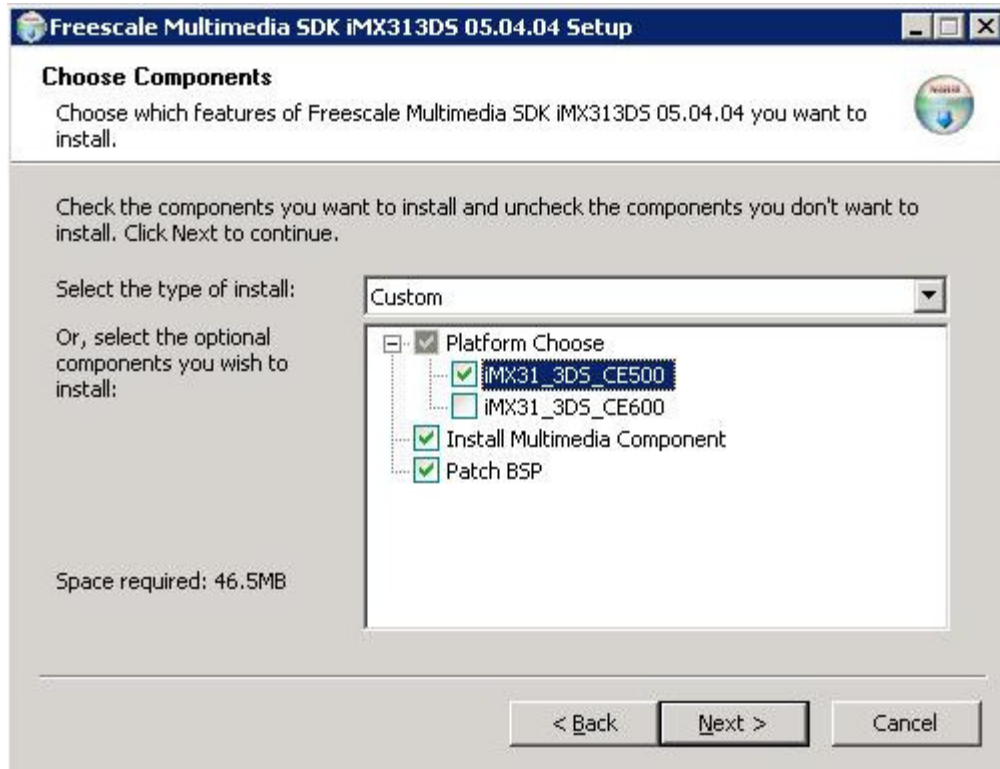 Freescale Multimedia SDK iMX313DS 05.04.04 Setup
Choose Components
Choose which features of Freescale Multimedia SDK iMX313DS 05.04.04 you want to
install.
Check the components you want to install and uncheck the components you don't want to
install. Click Next to continue.
Select the type of install:
Custom
Or, select the optional
components you wish to
install:
Platform Choose
iMX31_3DS_CE500
iMX31_3DS_CE600
Install Multimedia Component
Patch BSP
Space required: 46.5MB
< Back
Next >
Cancel